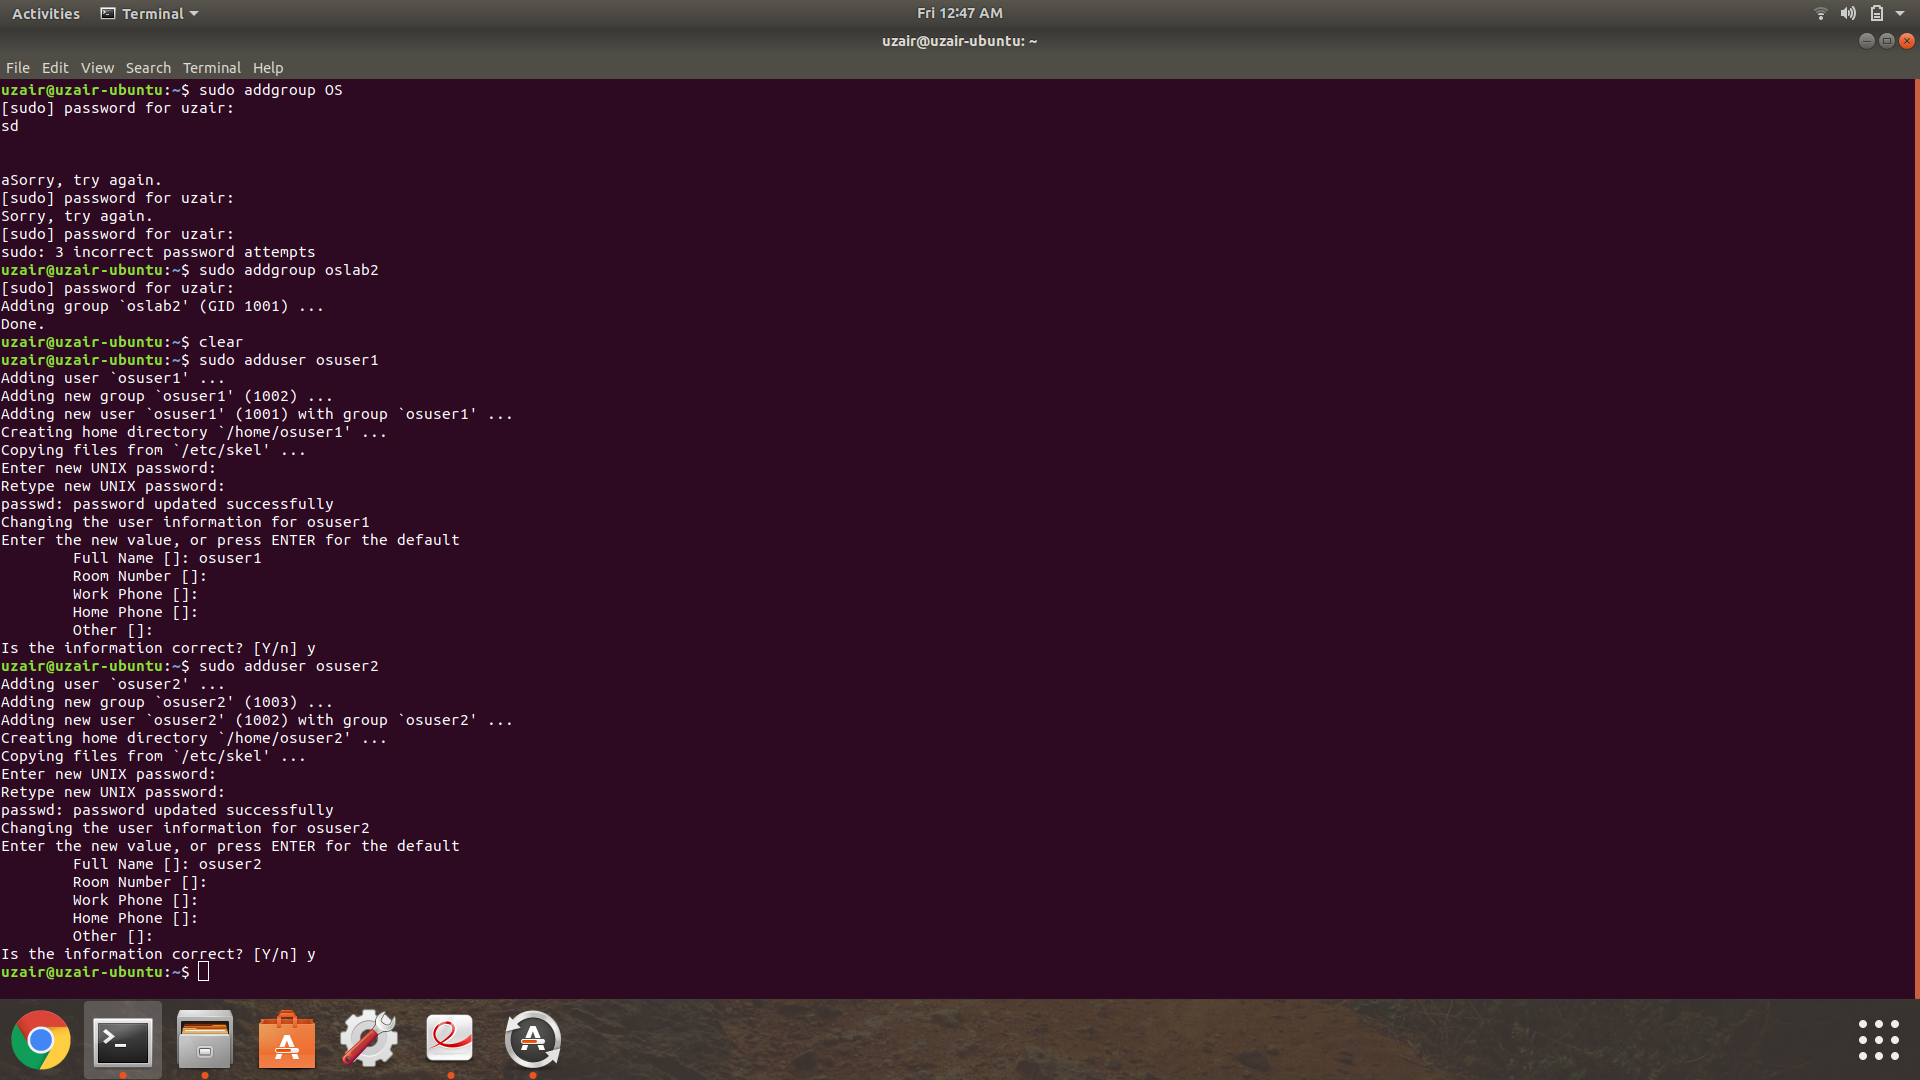 Activities Terminal Fri 12:47 AM
uzair@uzair-ubuntu: ~
File Edit View Search Terminal Help
uzair@uzair-ubuntu:~$ sudo addgroup OS
[sudo] password for uzair:
sd
aSorry, try again.
[sudo] password for uzair:
Sorry, try again.
[sudo] password for uzair:
sudo: 3 incorrect password attempts
uzair@uzair-ubuntu:~$ sudo addgroup oslab2
[sudo] password for uzair:
Adding group `oslab2' (GID 1001) ...
Done.
uzair@uzair-ubuntu:~$ clear
uzair@uzair-ubuntu:~$ sudo adduser osuser1
Adding user `osuser1' ...
Adding new group `osuser1' (1002) ...
Adding new user `osuser1' (1001) with group `osuser1' ...
Creating home directory `/home/osuser1' ...
Copying files from `/etc/skel' ...
Enter new UNIX password:
Retype new UNIX password:
passwd: password updated successfully
Changing the user information for osuser1
Enter the new value, or press ENTER for the default
Full Name []: osuser1
Room Number []:
Work Phone []:
Home Phone []:
Other []:
Is the information correct? [Y/n] y
uzair@uzair-ubuntu:~$ sudo adduser osuser2
Adding user `osuser2' ...
Adding new group `osuser2' (1003) ...
Adding new user `osuser2' (1002) with group `osuser2' ...
Creating home directory `/home/osuser2' ...
Copying files from `/etc/skel' ...
Enter new UNIX password:
Retype new UNIX password:
passwd: password updated successfully
Changing the user information for osuser2
Enter the new value, or press ENTER for the default
Full Name []: osuser2
Room Number []:
Work Phone []:
Home Phone []:
Other []:
Is the information correct? [Y/n] y
uzair@uzair-ubuntu:~$